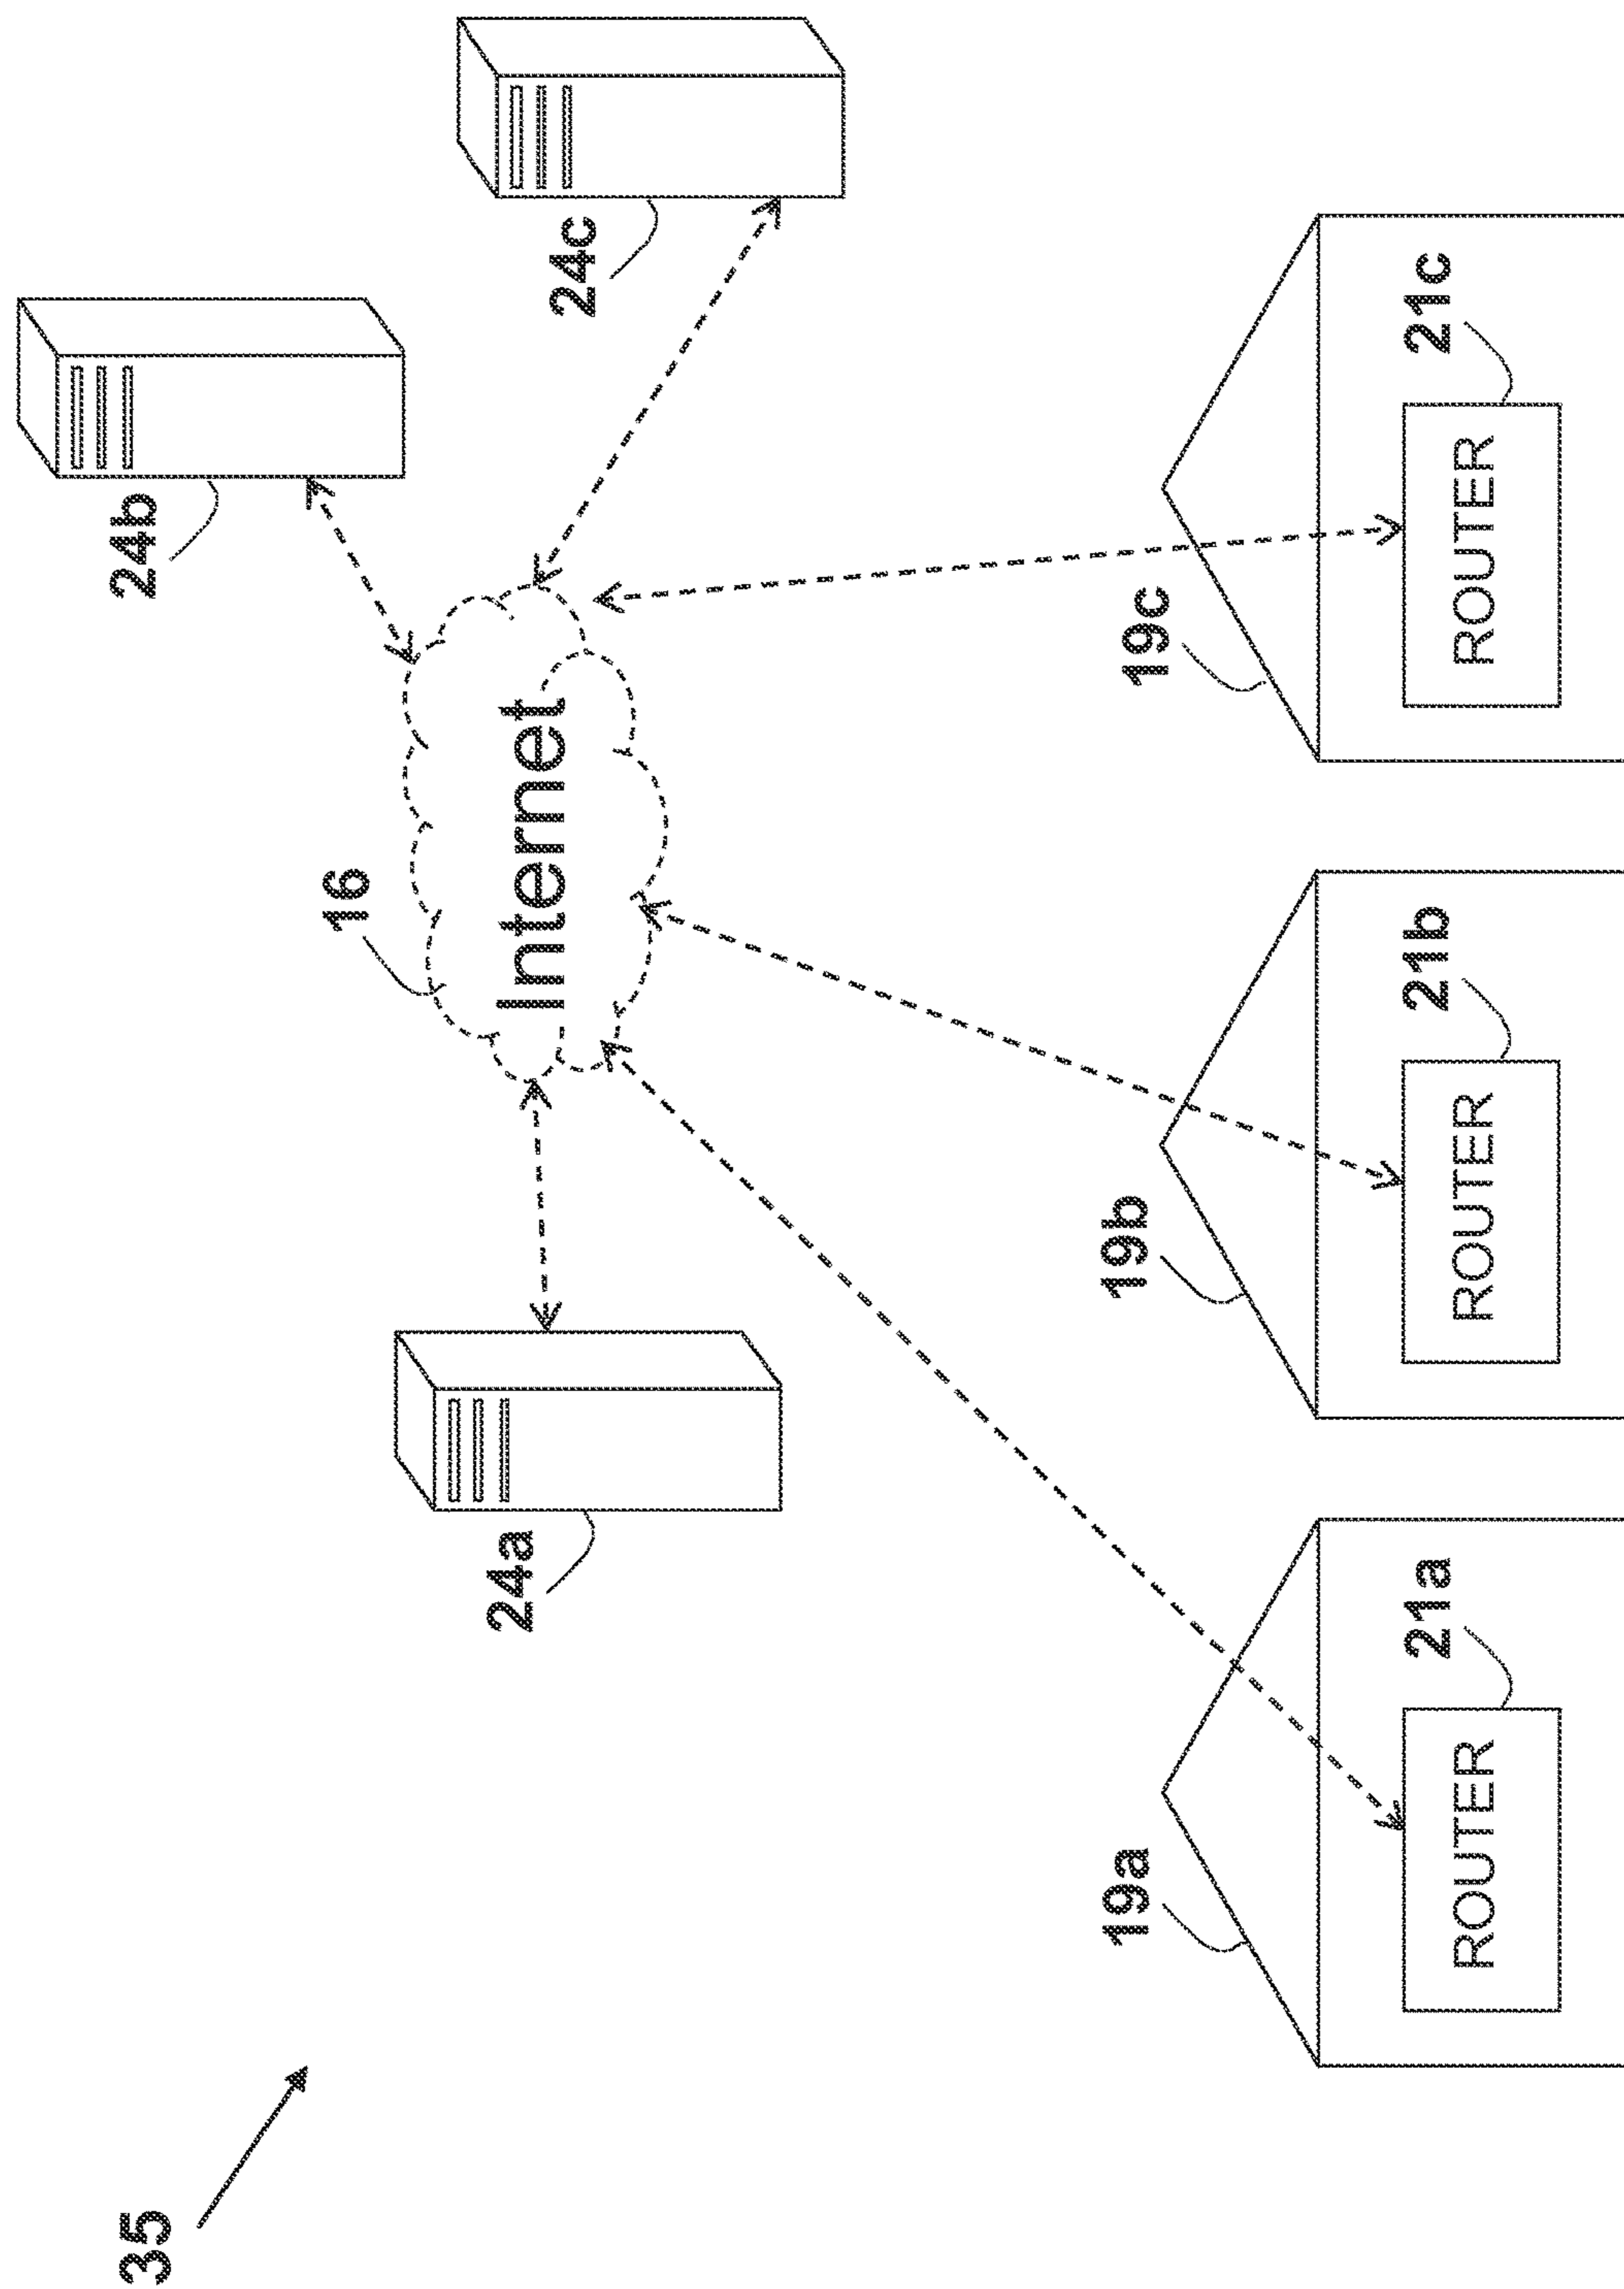 35
24b
24c
16
Internet
24a
19a
19b
19c
21a
21b
21c
ROUTER
ROUTER
ROUTER